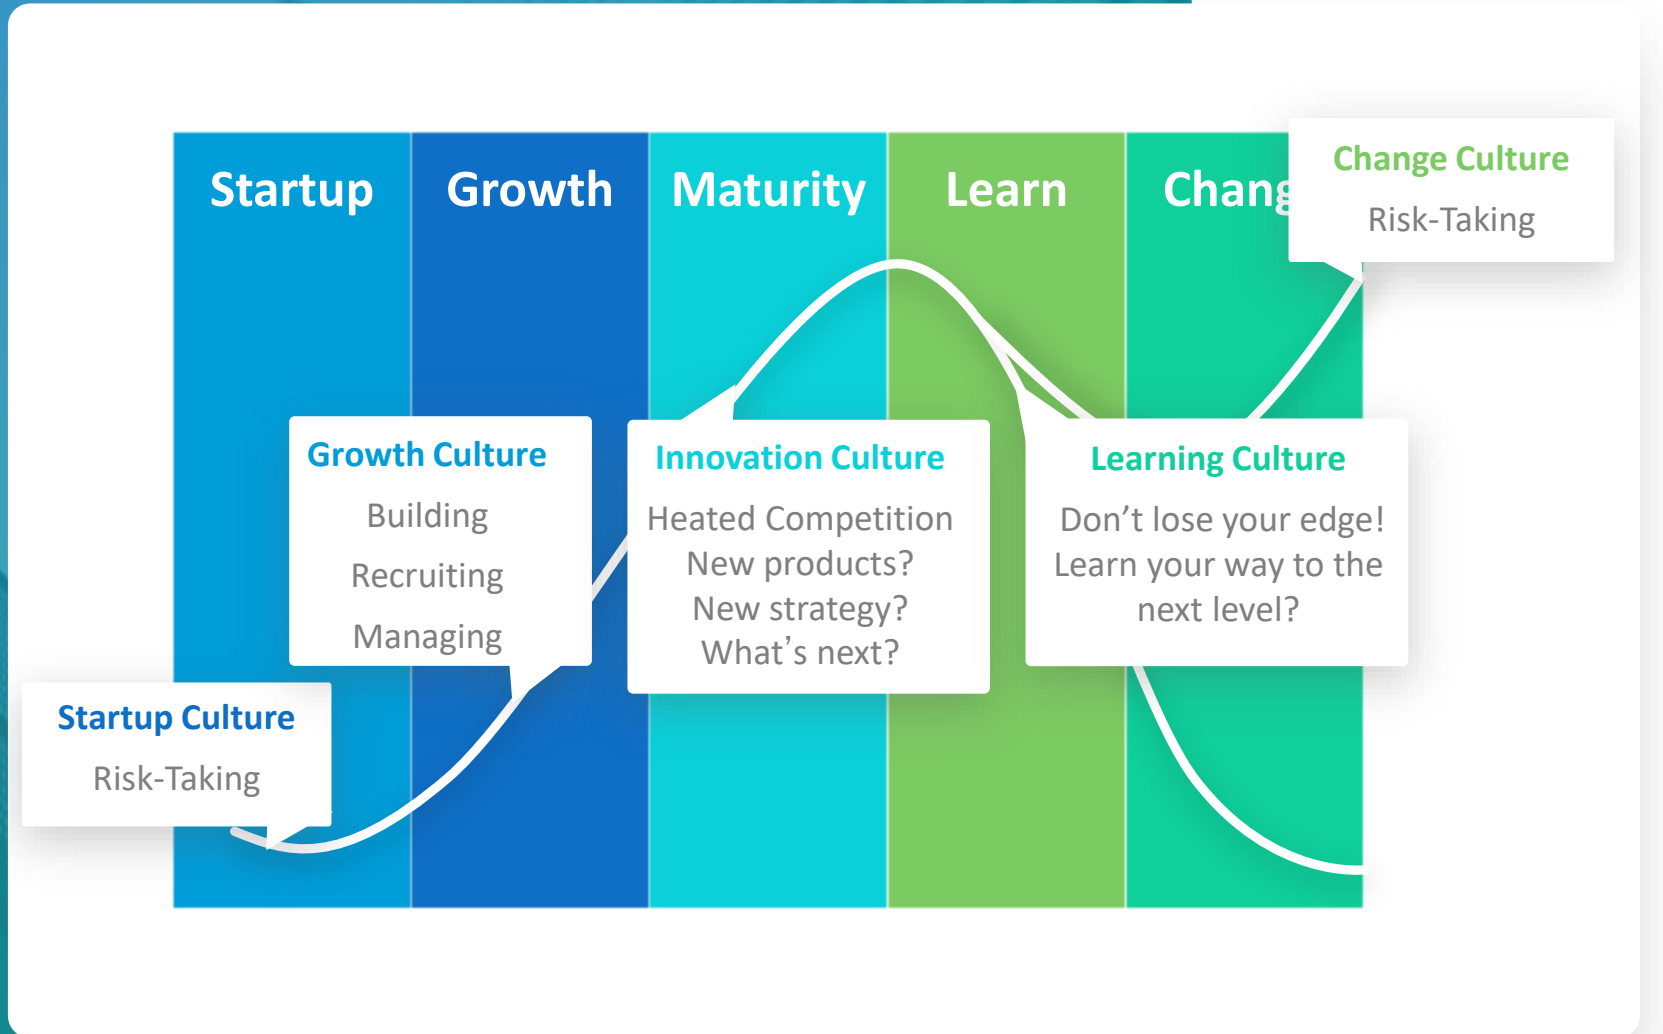 Startup
Growth
Maturity
Learn
Chang
Change Culture
Risk-Taking
Growth Culture
Building
Recruiting
Managing
Innovation Culture
Heated Competition
New products?
New strategy?
What's next?
Learning Culture
Don't lose your edge!
Learn your way to the
next level?
Startup Culture
Risk-Taking